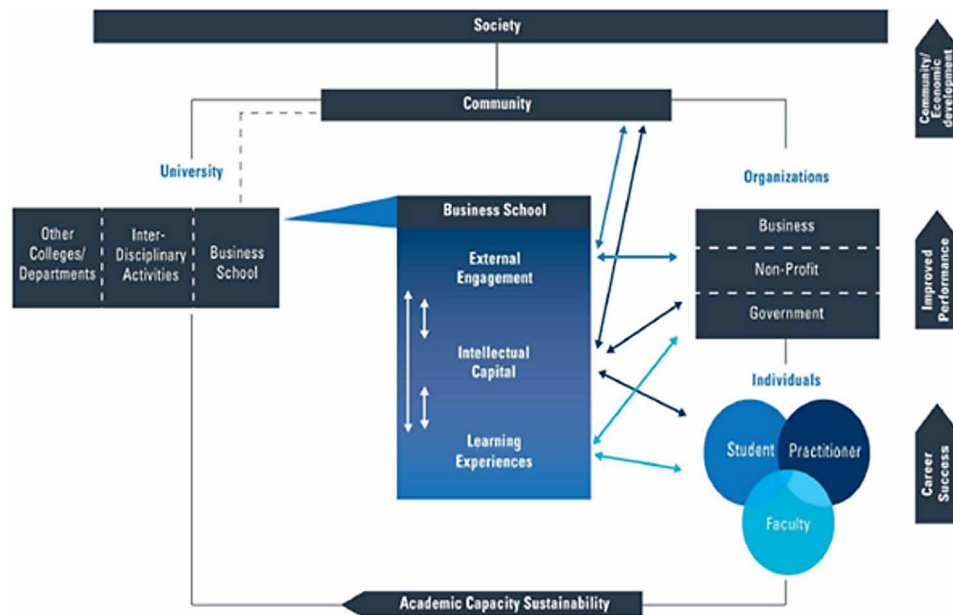 Society
Community
University
Organizations
Other
Colleges/
Departments
Inter-
Disciplinary
Activities
Business
School
Business School
External
Engagement
Intellectual
Capital
Learning
Experiences
Business
Non-Profit
Government
Individuals
Student
Practitioner
Faculty
Academic Capacity Sustainability
Community/
Economic
development
Improved
Performance
Career
Success